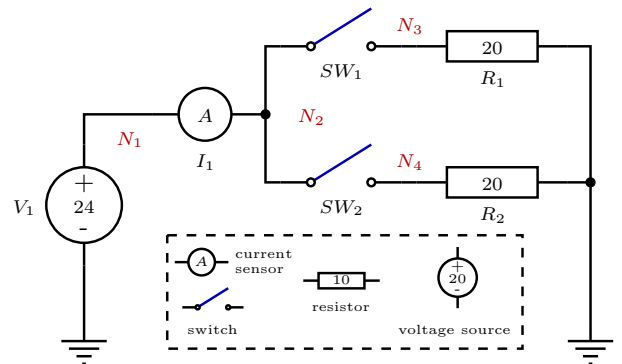 N₃
20
SW₁
R₁
A
N₂
N₁
I₁
N₄
+
V₁ 24
-
20
SW₂
R₂
A
current
sensor
10
+
20
-
resistor
switch
voltage source